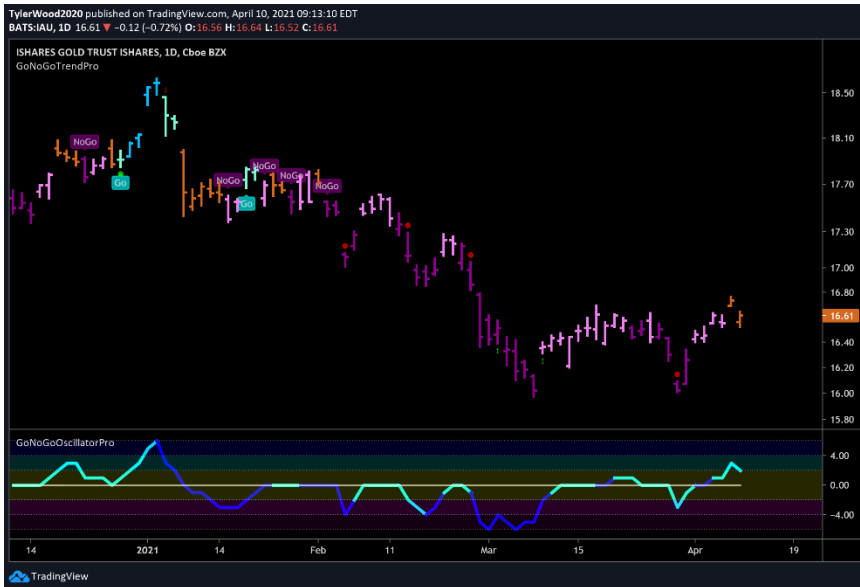 TylerWood2020 published on TradingView.com, April 10, 2021 09:13:10 EDT
BATS:IAU, 1D 16.61 ▼ −0.12 (−0.72%) O:16.56 H:16.64 L:16.52 C:16.61
ISHARES GOLD TRUST ISHARES, 1D, Cboe BZX
GoNoGoTrendPro
18.50
18.10
NoGo
NoGo
NoGo
NoGo
NoGo
Go
Go
17.70
17.30
17.00
16.80
16.61
16.40
16.20
16.00
15.80
GoNoGoOscillatorPro
4.00
0.00
−4.00
14 2021 14 Feb 11 Mar 15 Apr 19
TradingView